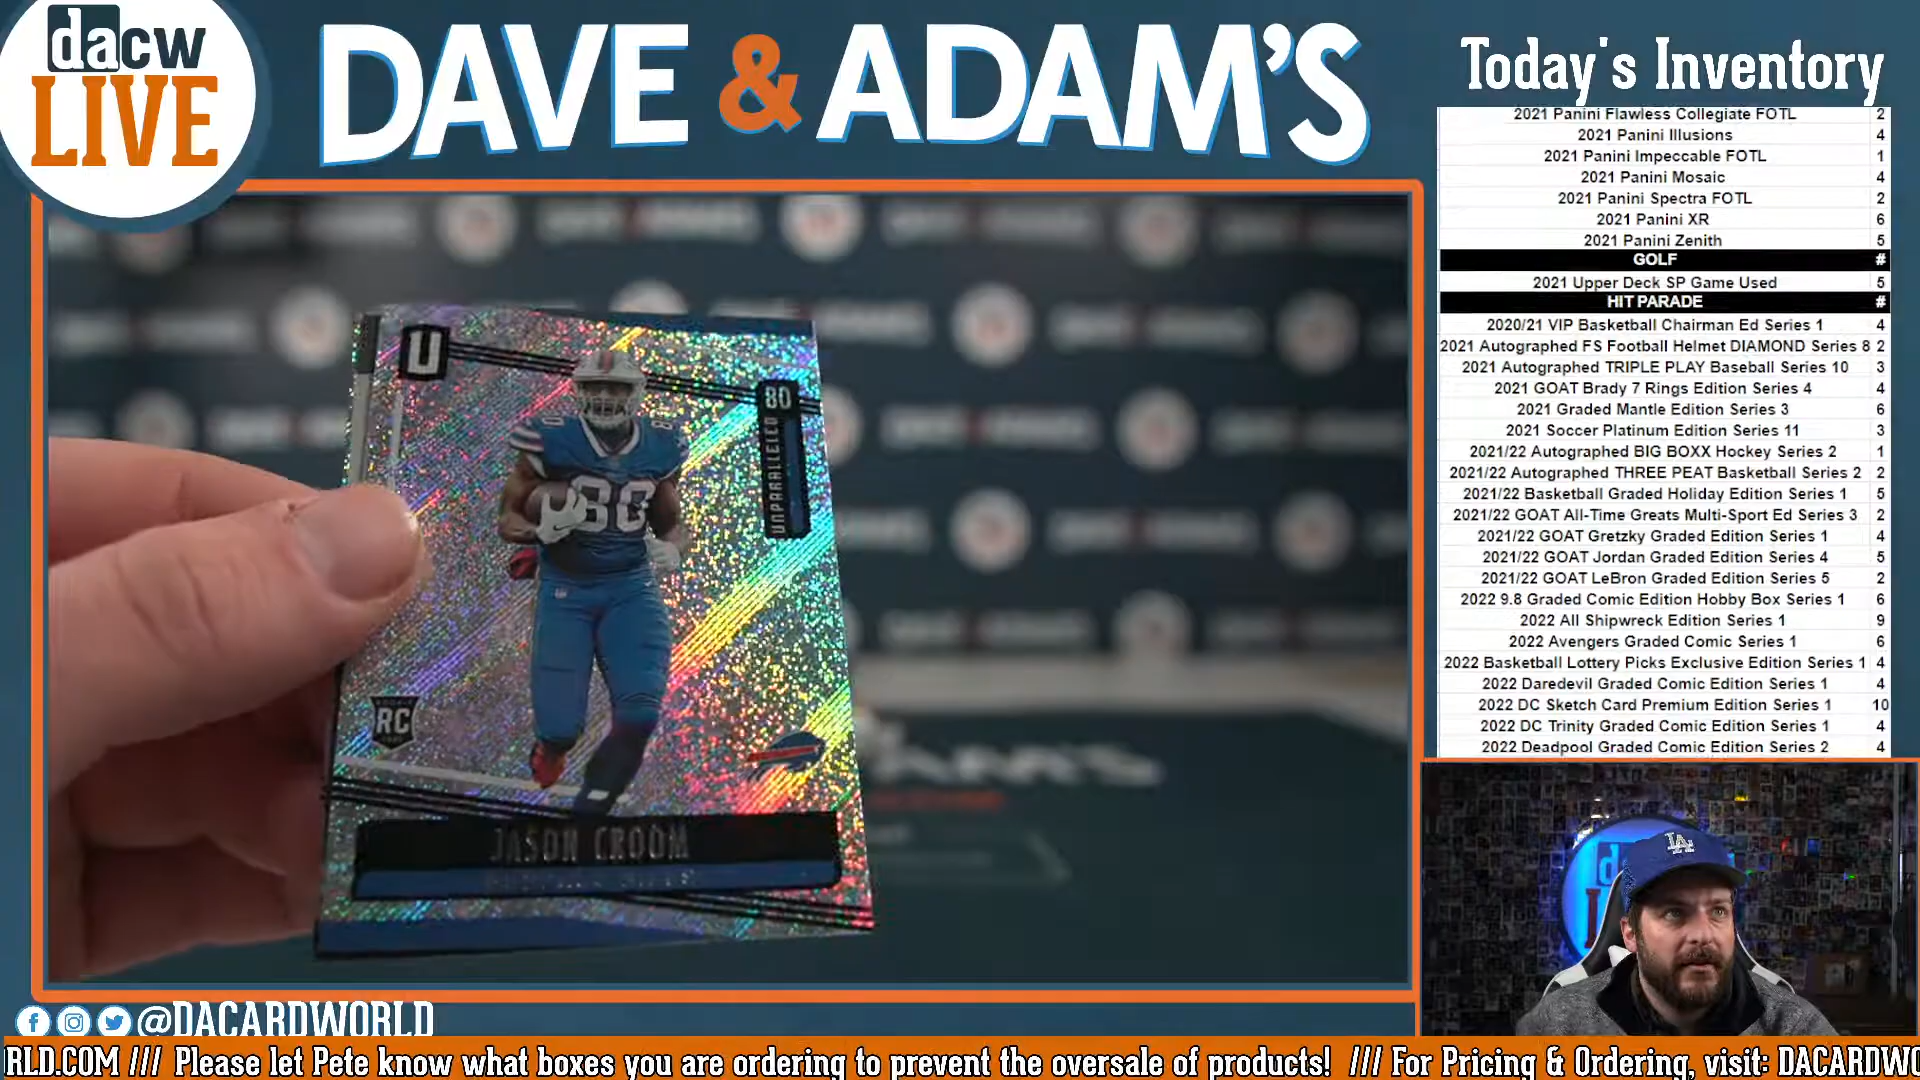 dacw
LIVE
DAVE & ADAM'S
Today's Inventory
2021 Panini Flawless Collegiate FOTL 2
2021 Panini Illusions 4
2021 Panini Impeccable FOTL 1
2021 Panini Mosaic 4
2021 Panini Spectra FOTL 2
2021 Panini XR 6
2021 Panini Zenith 5
GOLF #
2021 Upper Deck SP Game Used 5
HIT PARADE #
2020/21 VIP Basketball Chairman Ed Series 1 4
2021 Autographed FS Football Helmet DIAMOND Series 8 2
2021 Autographed TRIPLE PLAY Baseball Series 10 3
2021 GOAT Brady 7 Rings Edition Series 4 4
2021 Graded Mantle Edition Series 3 6
2021 Soccer Platinum Edition Series 11 3
2021/22 Autographed BIG BOXX Hockey Series 2 1
2021/22 Autographed THREE PEAT Basketball Series 2 2
2021/22 Basketball Graded Holiday Edition Series 1 5
2021/22 GOAT All-Time Greats Multi-Sport Ed Series 3 2
2021/22 GOAT Gretzky Graded Edition Series 1 4
2021/22 GOAT Jordan Graded Edition Series 4 5
2021/22 GOAT LeBron Graded Edition Series 5 2
2022 9.8 Graded Comic Edition Hobby Box Series 1 6
2022 All Shipwreck Edition Series 1 9
2022 Avengers Graded Comic Series 1 6
2022 Basketball Lottery Picks Exclusive Edition Series 1 4
2022 Daredevil Graded Comic Edition Series 1 4
2022 DC Sketch Card Premium Edition Series 1 10
2022 DC Trinity Graded Comic Edition Series 1 4
2022 Deadpool Graded Comic Edition Series 2 4
U
80
UNPARALLELED
80
RC
JASON CROOM
LA
@DACARDWORLD
RLD.COM /// Please let Pete know what boxes you are ordering to prevent the oversale of products! /// For Pricing & Ordering, visit: DACARDWO